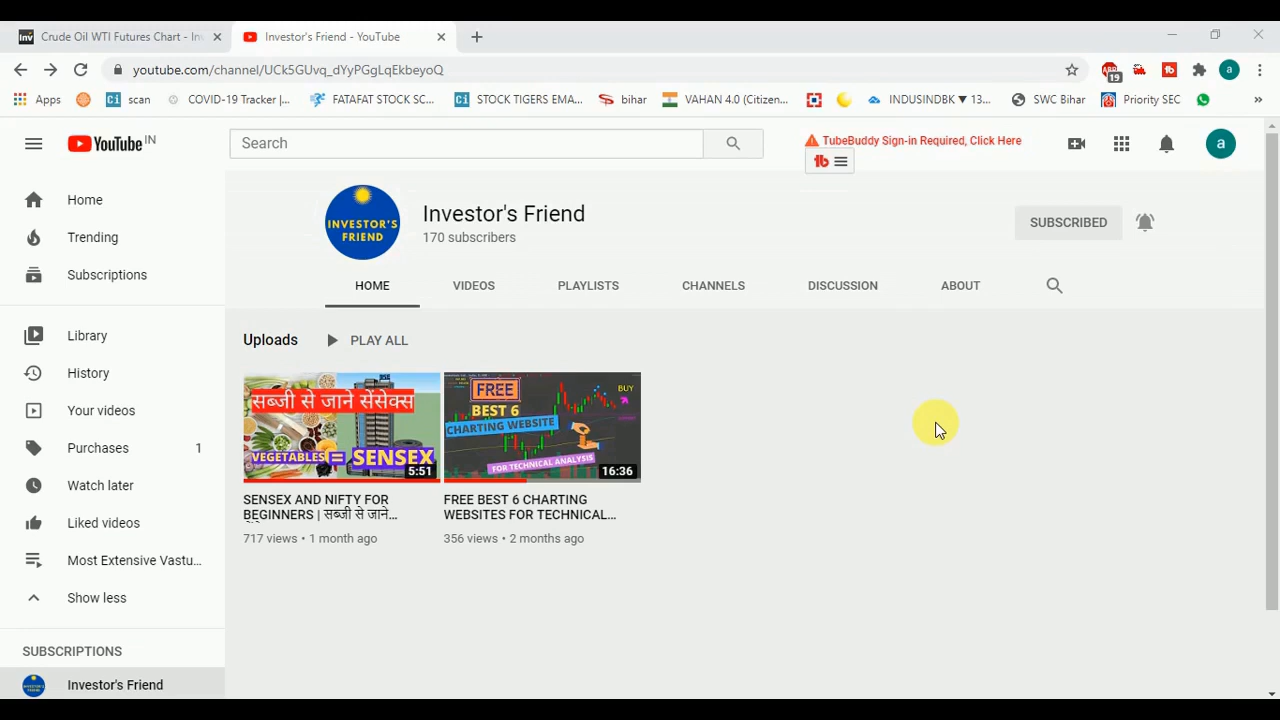 Crude Oil WTI Futures Chart - Inv
Investor's Friend - YouTube
youtube.com/channel/UCk5GUvq_dYyPGgLqEkbeyoQ
19
a
Apps
Ci scan
COVID-19 Tracker |...
FATAFAT STOCK SC...
Ci STOCK TIGERS EMA...
bihar
VAHAN 4.0 (Citizen...
INDUSINDBK ▼ 13...
SWC Bihar
Priority SEC
»
YouTube IN
Search
TubeBuddy Sign-in Required, Click Here
tb
a
Home
Trending
Subscriptions
Library
History
Your videos
Purchases 1
Watch later
Liked videos
Most Extensive Vastu...
Show less
SUBSCRIPTIONS
Investor's Friend
INVESTOR'S
FRIEND
Investor's Friend
170 subscribers
SUBSCRIBED
HOME VIDEOS PLAYLISTS CHANNELS DISCUSSION ABOUT
Uploads PLAY ALL
सब्जी से जाने सेंसेक्स
VEGETABLES = SENSEX
5:51
SENSEX AND NIFTY FOR
BEGINNERS | सब्जी से जाने...
717 views • 1 month ago
FREE
BEST 6
CHARTING WEBSITE
FOR TECHNICAL ANALYSIS
BUY
16:36
FREE BEST 6 CHARTING
WEBSITES FOR TECHNICAL...
356 views • 2 months ago